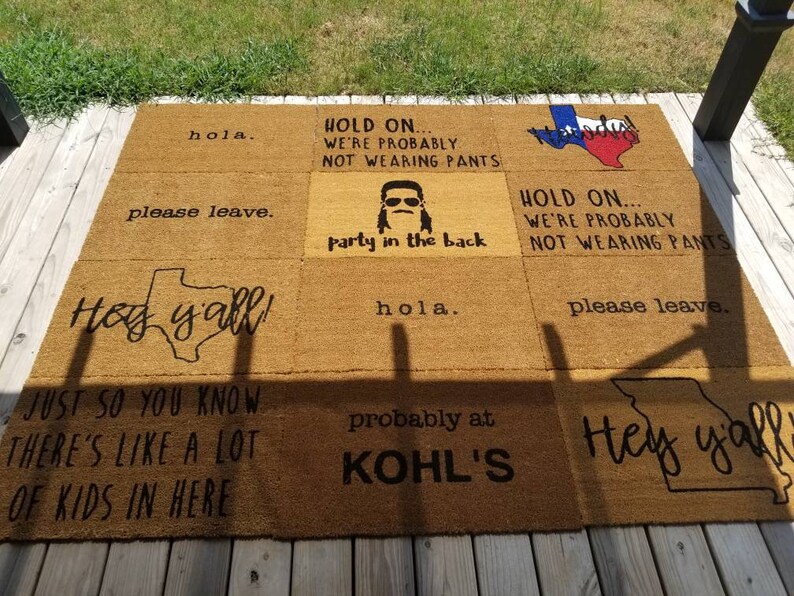 hola.
HOLD ON...
WE'RE PROBABLY
NOT WEARING PANTS
Howdy!
please leave.
party in the back
HOLD ON...
WE'RE PROBABLY
NOT WEARING PANTS
Hey y'all!
hola.
please leave.
JUST SO YOU KNOW
THERE'S LIKE A LOT
OF KIDS IN HERE
probably at
KOHL'S
Hey y'all!